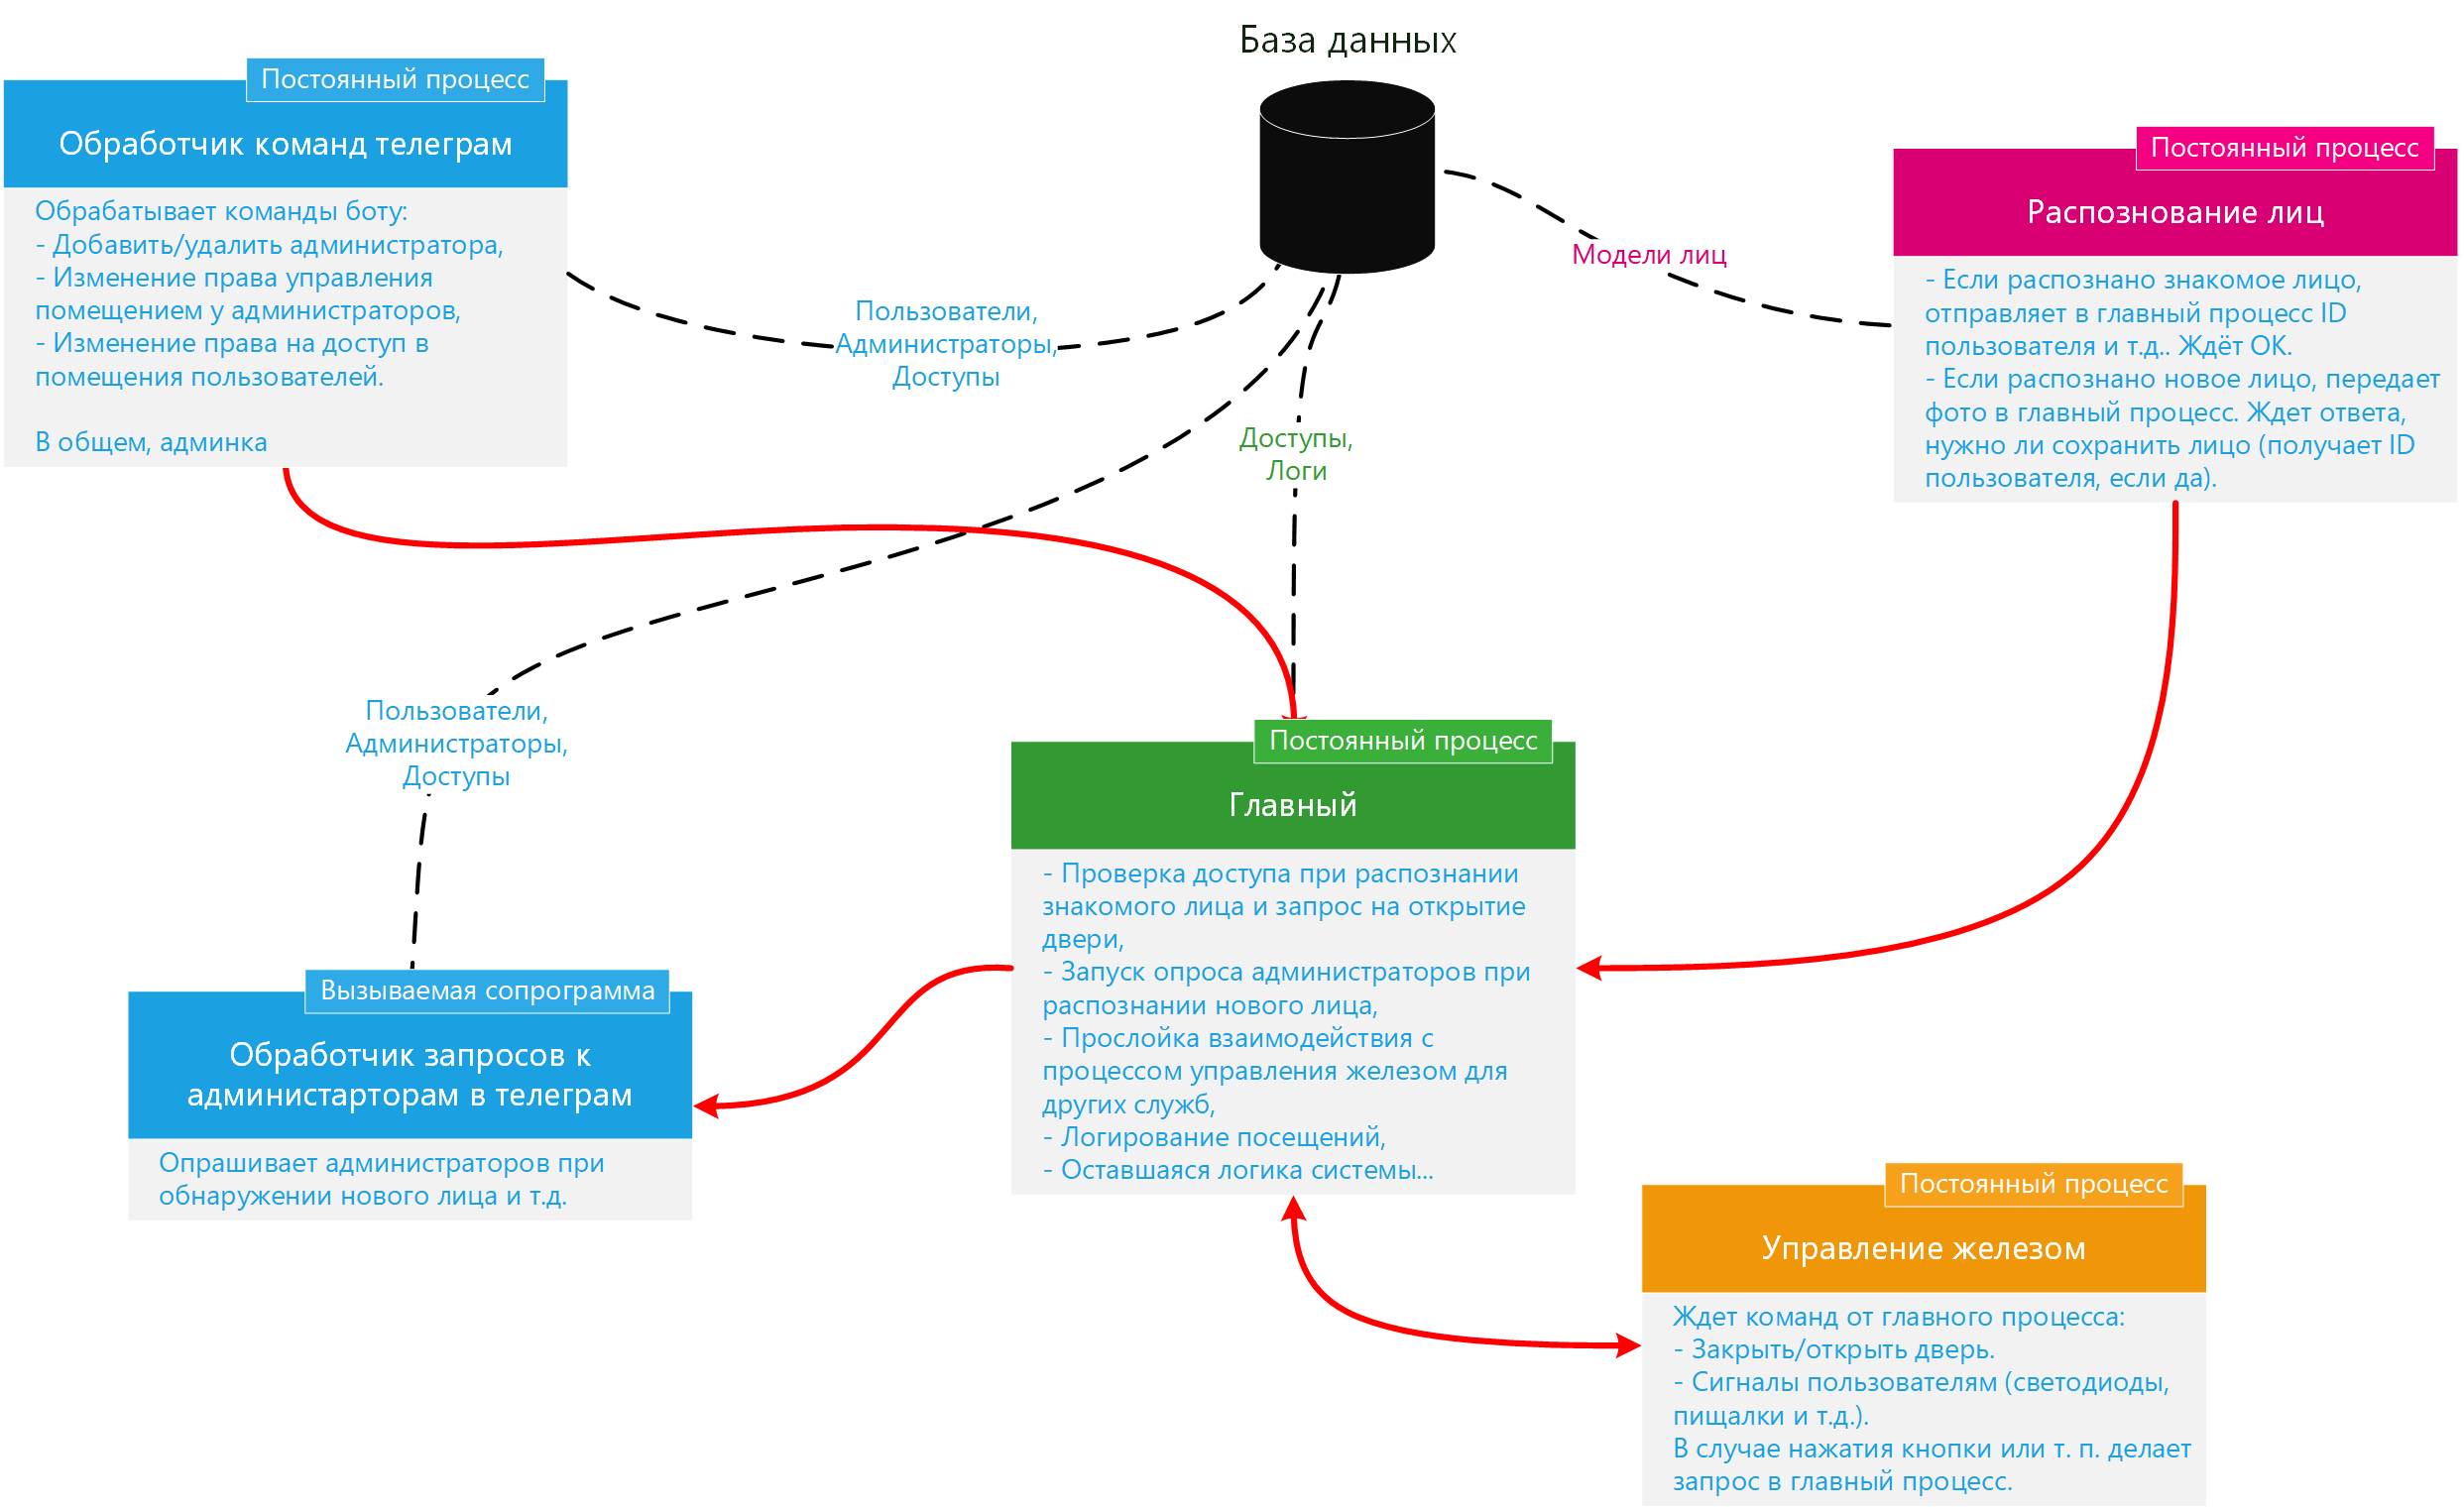 База данных
Постоянный процесс
Обработчик команд телеграм
Обрабатывает команды боту:
- Добавить/удалить администратора,
- Изменение права управления
помещением у администраторов,
- Изменение права на доступ в
помещения пользователей.
В общем, админка
Постоянный процесс
Распознование лиц
- Если распознано знакомое лицо,
отправляет в главный процесс ID
пользователя и т.д.. Ждёт ОК.
- Если распознано новое лицо, передает
фото в главный процесс. Ждет ответа,
нужно ли сохранить лицо (получает ID
пользователя, если да).
Модели лиц
Пользователи,
Администраторы,
Доступы
Доступы,
Логи
Пользователи,
Администраторы,
Доступы
Постоянный процесс
Главный
- Проверка доступа при распознании
знакомого лица и запрос на открытие
двери,
- Запуск опроса администраторов при
распознании нового лица,
- Прослойка взаимодействия с
процессом управления железом для
других служб,
- Логирование посещений,
- Оставшаяся логика системы...
Вызываемая сопрограмма
Обработчик запросов к
администарторам в телеграм
Опрашивает администраторов при
обнаружении нового лица и т.д.
Постоянный процесс
Управление железом
Ждет команд от главного процесса:
- Закрыть/открыть дверь.
- Сигналы пользователям (светодиоды,
пищалки и т.д.).
В случае нажатия кнопки или т. п. делает
запрос в главный процесс.